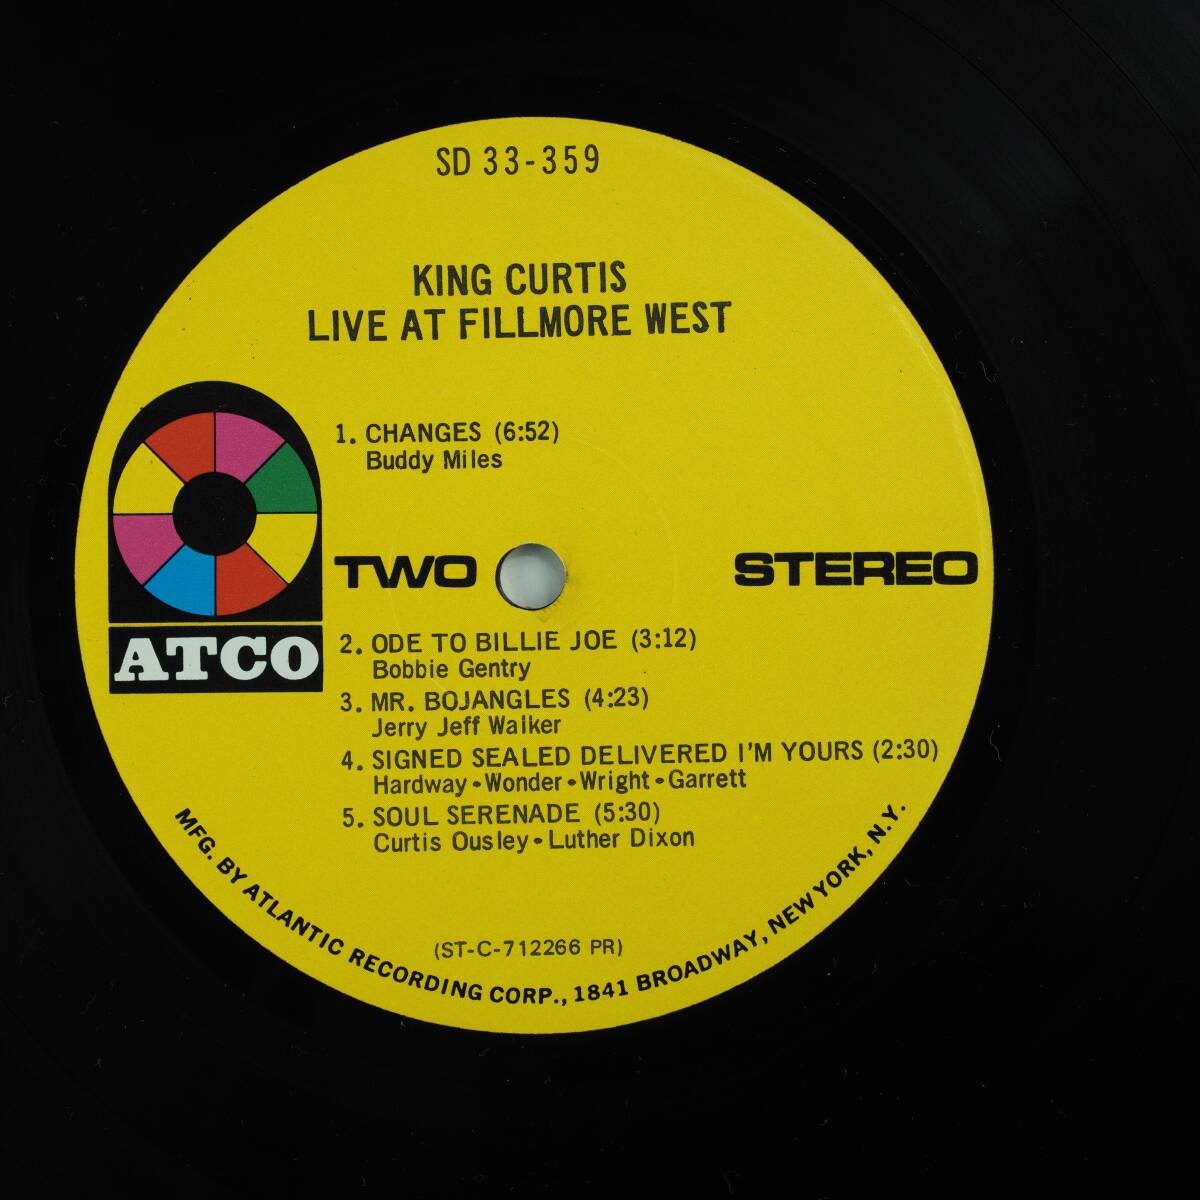 SD 33-359
KING CURTIS
LIVE AT FILLMORE WEST
1. CHANGES (6:52)
Buddy Miles
TWO
STEREO
ATCO
2. ODE TO BILLIE JOE (3:12)
Bobbie Gentry
3. MR. BOJANGLES (4:23)
Jerry Jeff Walker
4. SIGNED SEALED DELIVERED I'M YOURS (2:30)
Hardway•Wonder•Wright•Garrett
5. SOUL SERENADE (5:30)
Curtis Ousley•Luther Dixon
(ST-C-712266 PR)
MFG. BY ATLANTIC RECORDING CORP., 1841 BROADWAY, NEW YORK, N.Y.